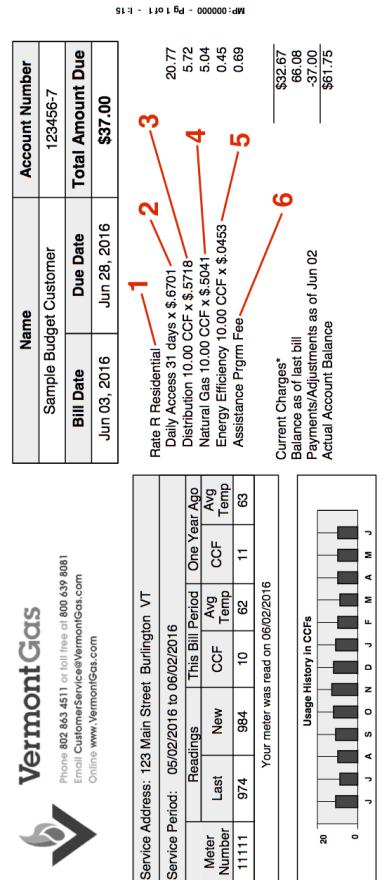 VermontGas
Phone 802 863 4511 or toll free at 800 639 8081
Email CustomerService@VermontGas.com
Online www.VermontGas.com
Name Account Number
Sample Budget Customer 123456-7
Bill Date Due Date Total Amount Due
Jun 03, 2016 Jun 28, 2016 $37.00
Service Address: 123 Main Street Burlington VT
Service Period: 05/02/2016 to 06/02/2016
Meter Number Readings This Bill Period One Year Ago
Last New CCF Avg Temp CCF Avg Temp
11111 974 984 10 62 11 63
Your meter was read on 06/02/2016
Usage History in CCFs
20
0
J J A S O N D J F M A M J
1
Rate R Residential
2
Daily Access 31 days x $.6701 20.77
3
Distribution 10.00 CCF x $.5718 5.72
4
Natural Gas 10.00 CCF x $.5041 5.04
5
Energy Efficiency 10.00 CCF x $.0453 0.45
6
Assistance Prgrm Fee 0.69
Current Charges* $32.67
Balance as of last bill 66.08
Payments/Adjustments as of Jun 02 -37.00
Actual Account Balance $61.75
MP: 000000 - Pg 1 of 1 - I: 15